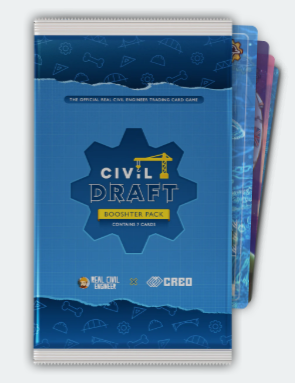 THE OFFICIAL REAL CIVIL ENGINEER TRADING CARD GAME
CIVIL
DRAFT
BOOSHTER PACK
CONTAINS 7 CARDS
REAL CIVIL
ENGINEER
X
CREO